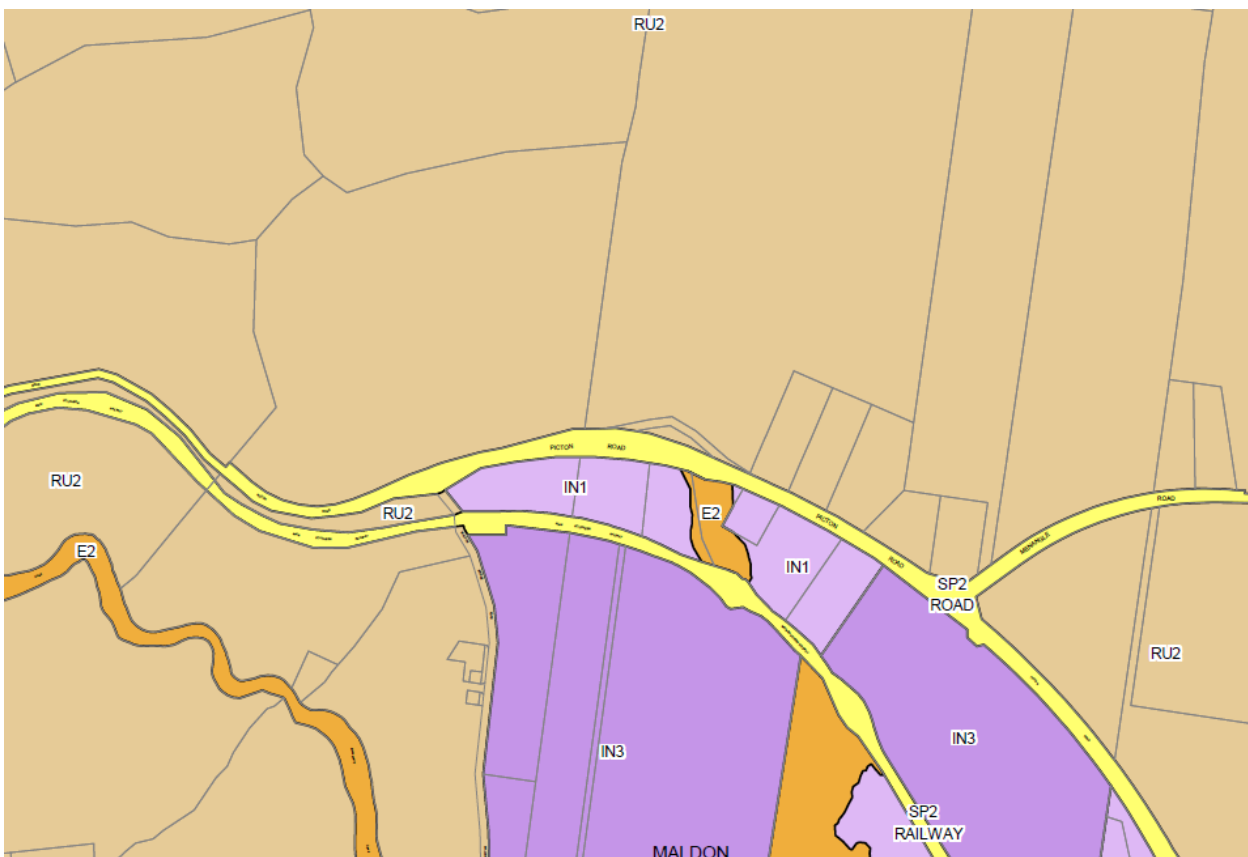 RU2
PICTON
ROAD
RU2
IN1
ROAD
RU2
E2
PICTON
E2
MENANGLE
IN1
ROAD
SP2
ROAD
RU2
IN3
IN3
SP2
RAILWAY
MALDON